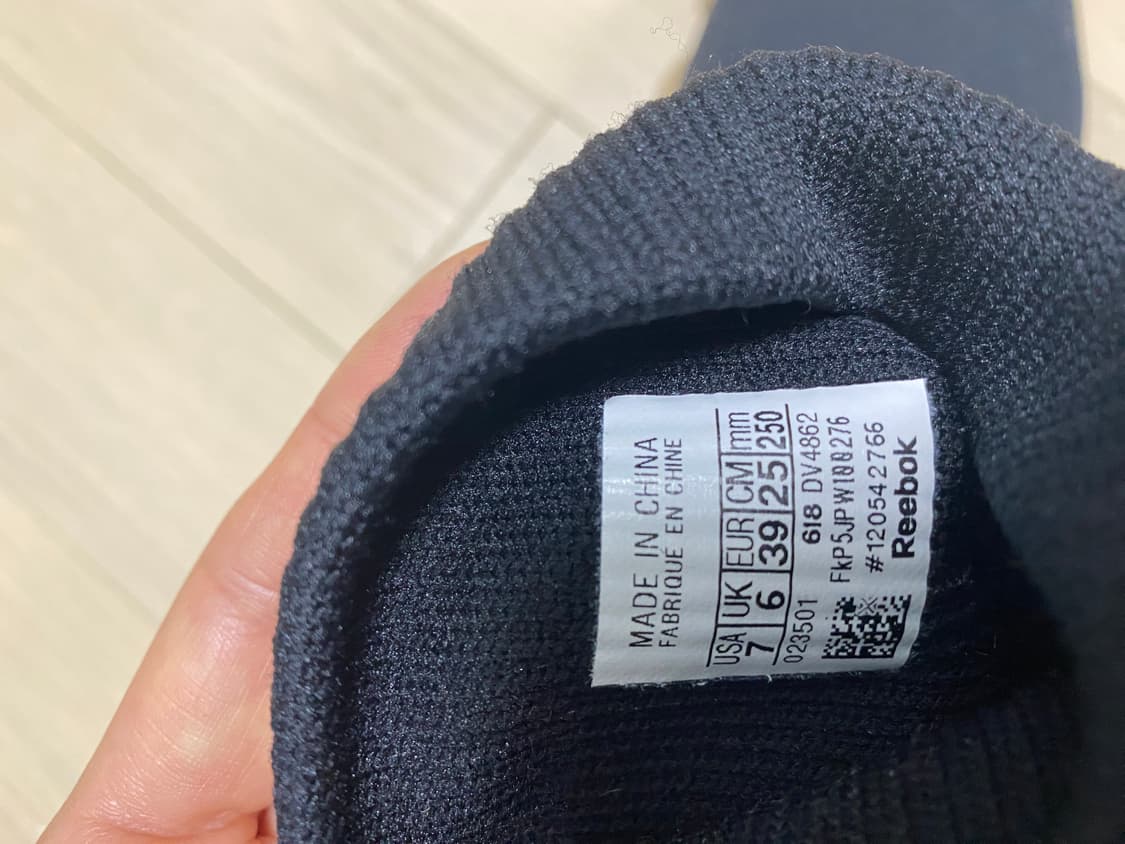 MADE IN CHINA
FABRIQUE EN CHINE
USA UK EUR CM mm
7 6 39 25 250
023501 618 DV4862
FkP5JPW100276
#120542766
Reebok